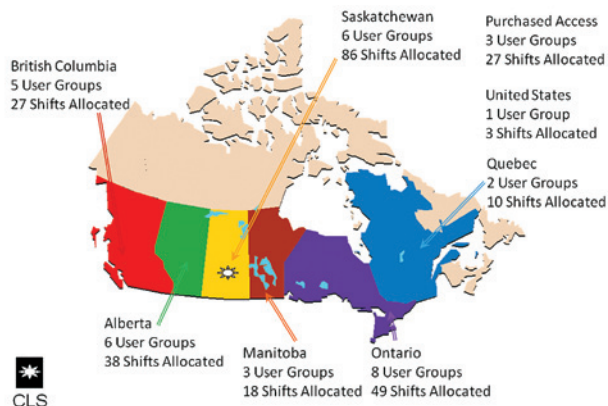 Saskatchewan
6 User Groups
86 Shifts Allocated
Purchased Access
3 User Groups
27 Shifts Allocated
British Columbia
5 User Groups
27 Shifts Allocated
United States
1 User Group
3 Shifts Allocated
Quebec
2 User Groups
10 Shifts Allocated
Alberta
6 User Groups
38 Shifts Allocated
Manitoba
3 User Groups
18 Shifts Allocated
Ontario
8 User Groups
49 Shifts Allocated
CLS